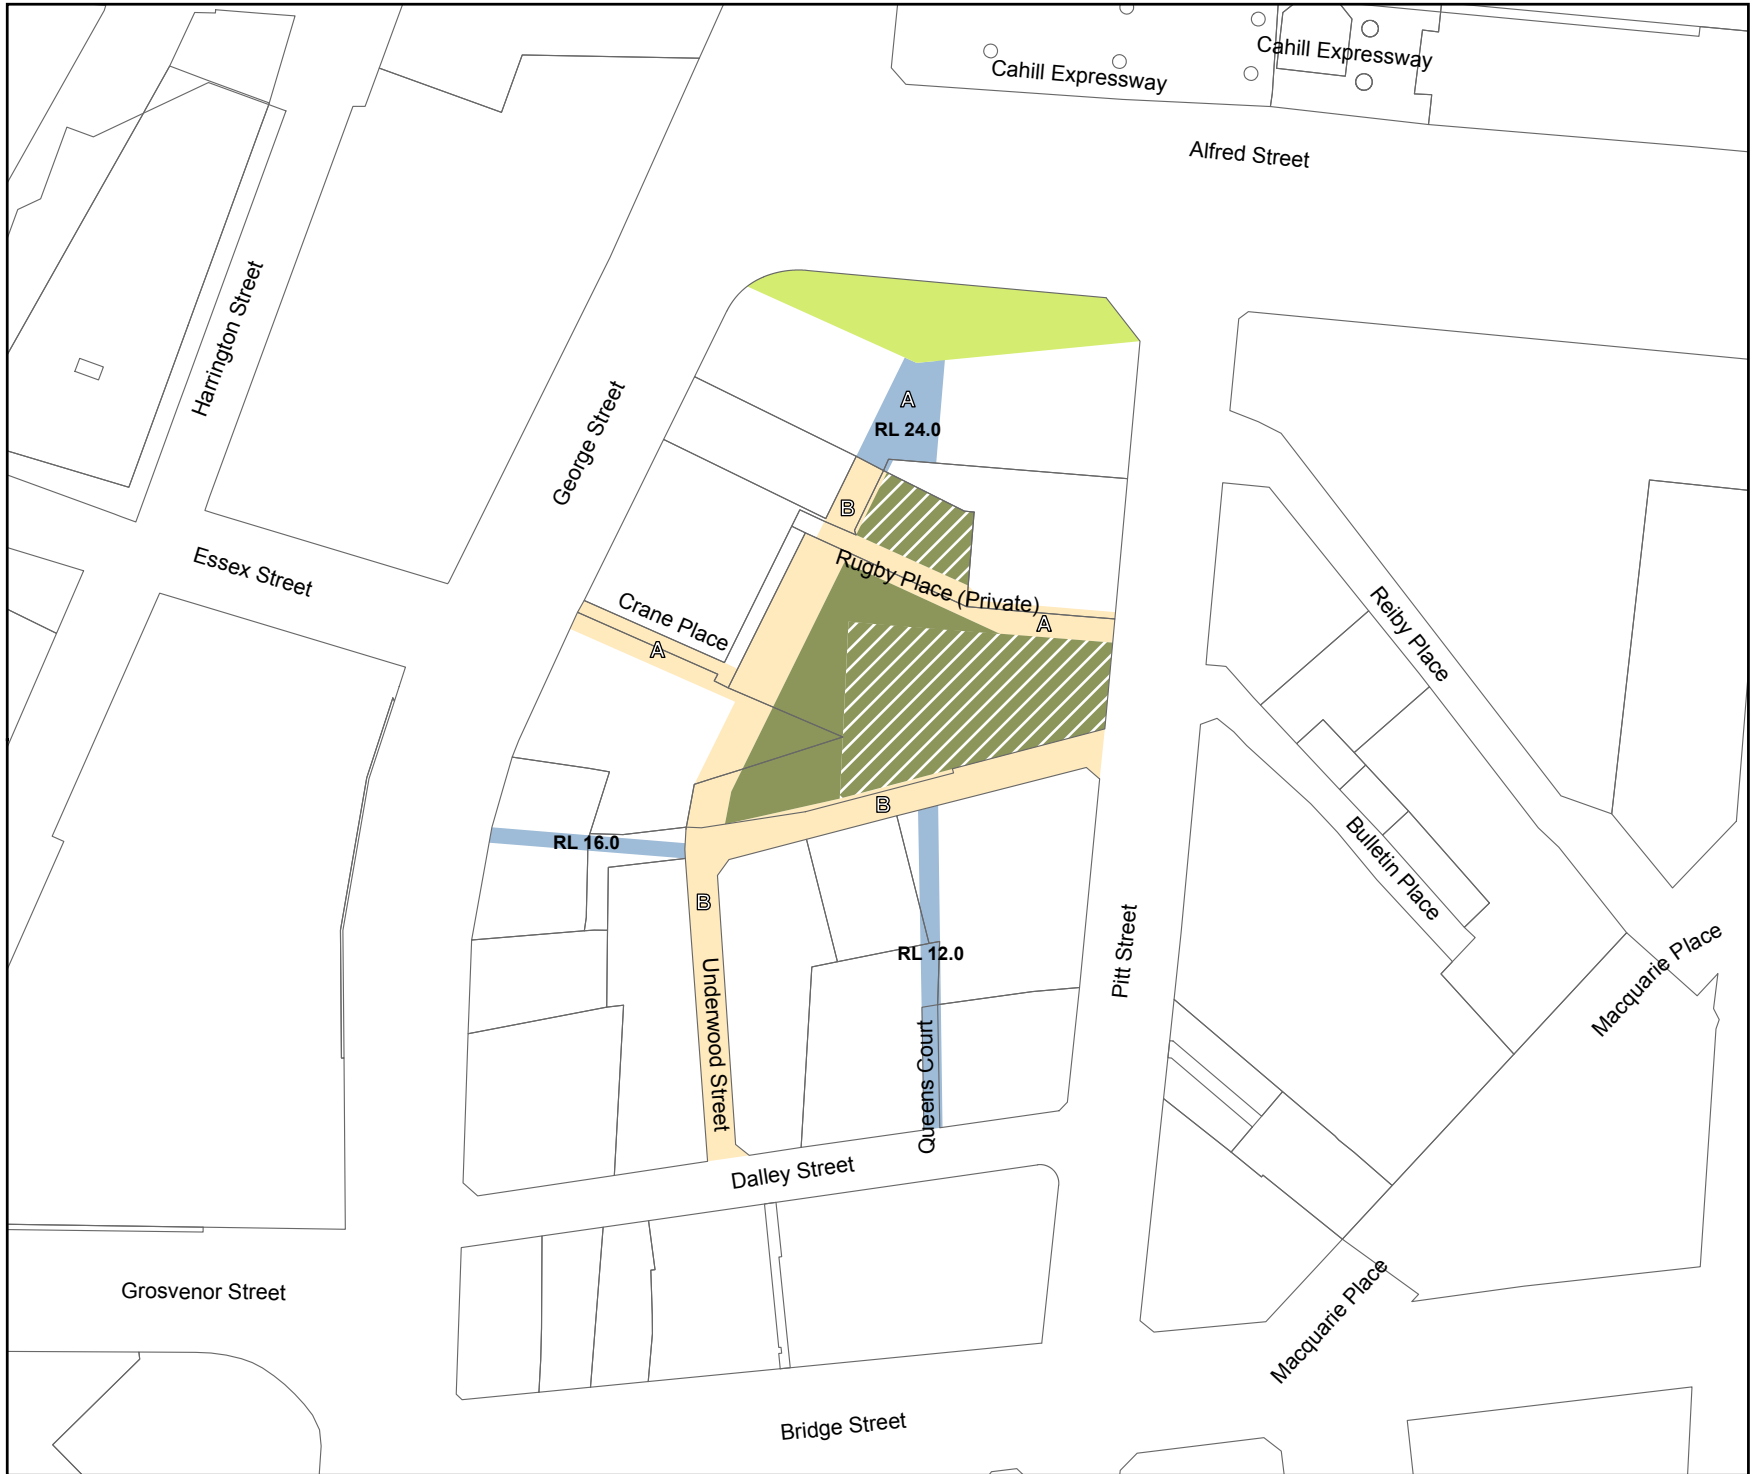 Cahill Expressway
Cahill Expressway
Alfred Street
Harrington Street
George Street
A
RL 24.0
B
Essex Street
Rugby Place (Private)
Crane Place
A
A
Reiby Place
B
RL 16.0
Bulletin Place
B
RL 12.0
Pitt Street
Macquarie Place
Underwood Street
Queens Court
Dalley Street
Grosvenor Street
Macquarie Place
Bridge Street